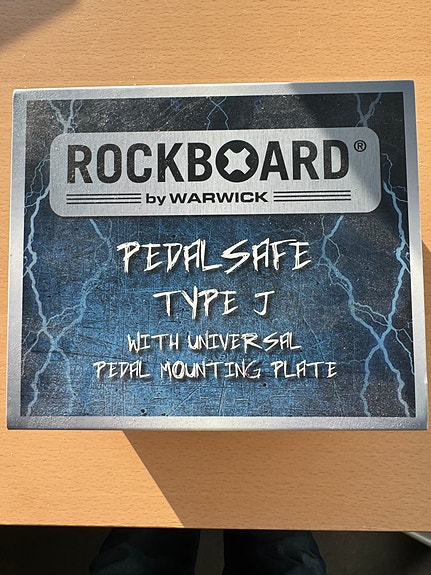 ROCKBOARD®
by WARWICK
PEDALSAFE
TYPE J
WITH UNIVERSAL
PEDAL MOUNTING PLATE